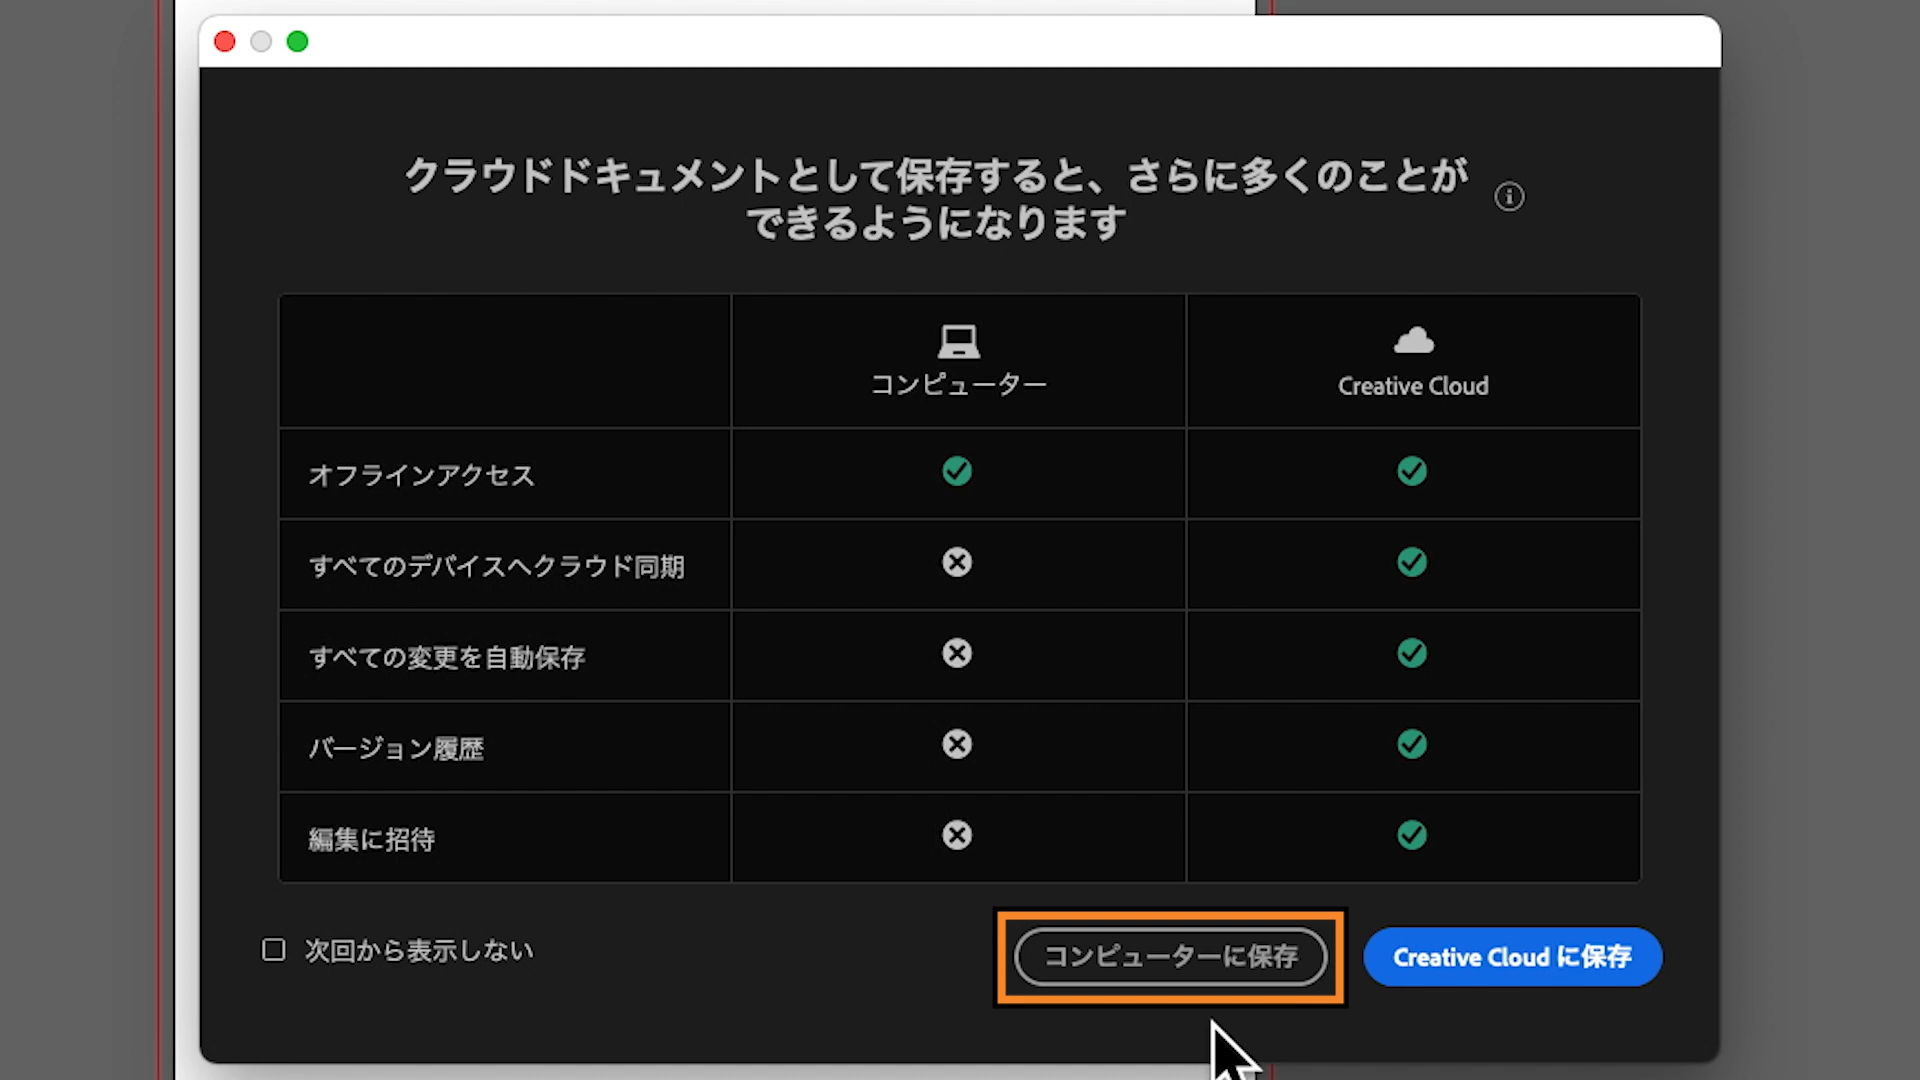 クラウドドキュメントとして保存すると、さらに多くのことが
できるようになります
コンピューター
Creative Cloud
オフラインアクセス
すべてのデバイスへクラウド同期
すべての変更を自動保存
バージョン履歴
編集に招待
次回から表示しない
コンピューターに保存
Creative Cloud に保存